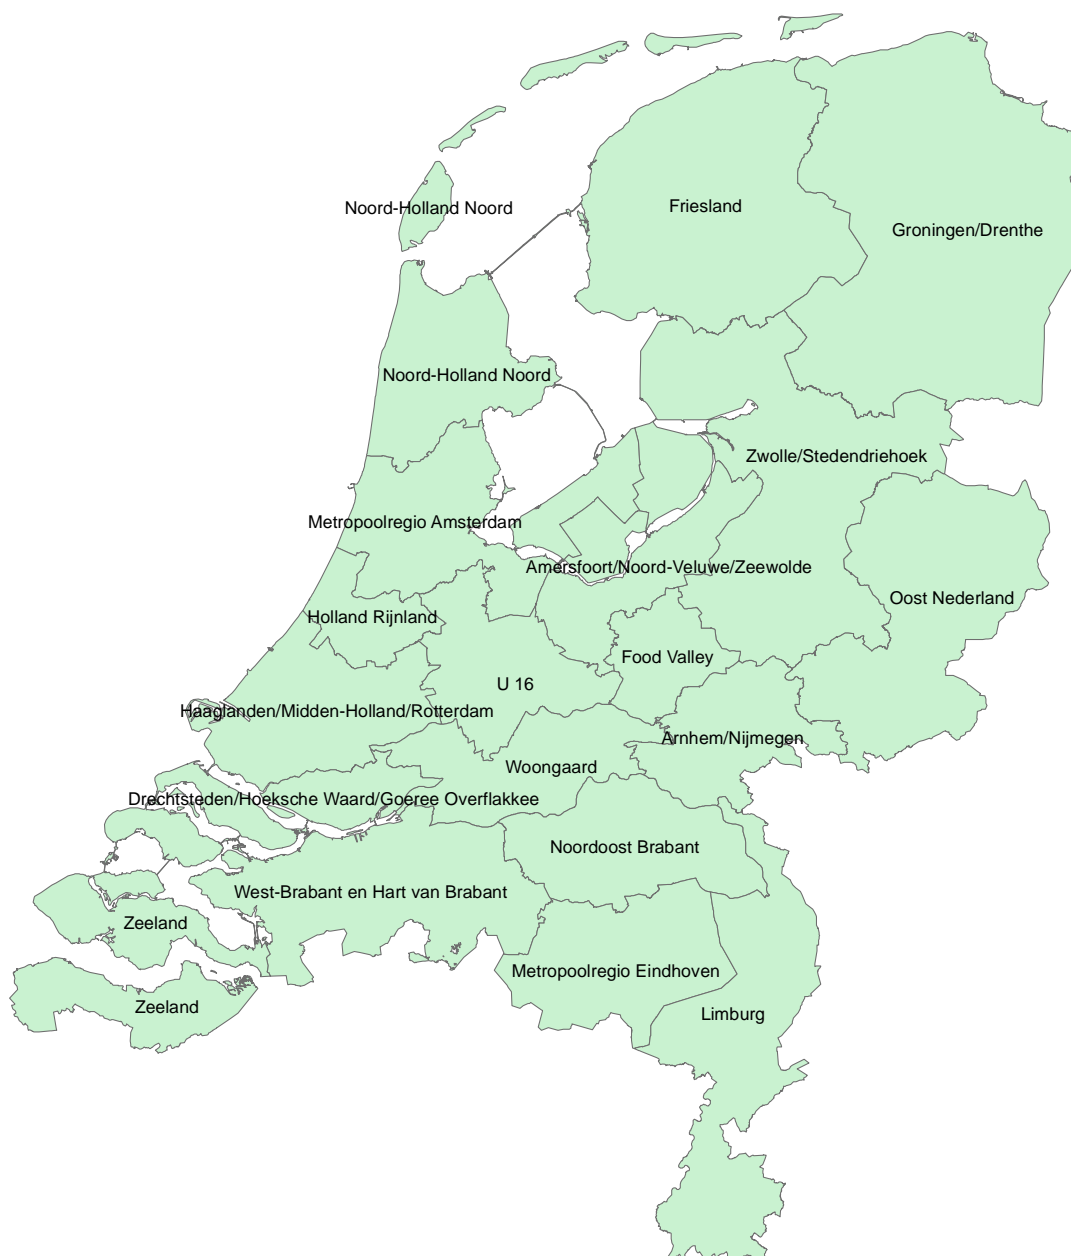 Friesland
Noord-Holland Noord
Groningen/Drenthe
Noord-Holland Noord
Zwolle/Stedendriehoek
Metropoolregio Amsterdam
Amersfoort/Noord-Veluwe/Zeewolde
Oost Nederland
Holland Rijnland
Food Valley
U 16
Haaglanden/Midden-Holland/Rotterdam
Arnhem/Nijmegen
Woongaard
Drechtsteden/Hoeksche Waard/Goeree Overflakkee
Noordoost Brabant
West-Brabant en Hart van Brabant
Zeeland
Metropoolregio Eindhoven
Zeeland
Limburg